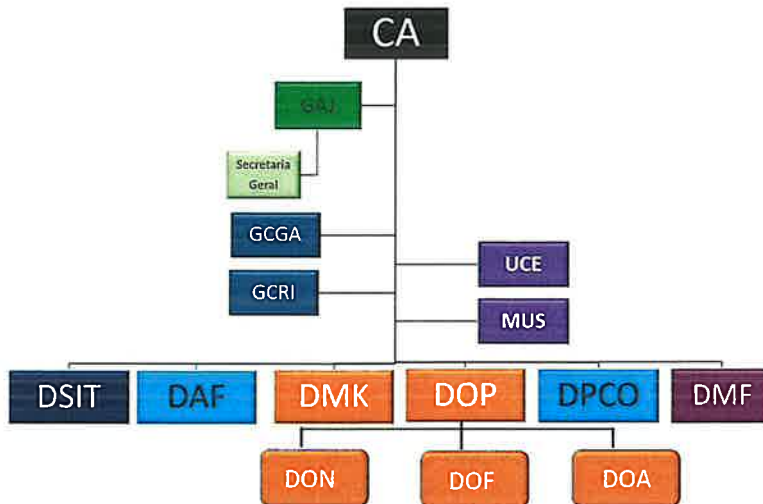 CA
GAJ
Secretaria
Geral
GCGA
UCE
GCRI
MUS
DSIT
DAF
DMK
DOP
DPCO
DMF
DON
DOF
DOA